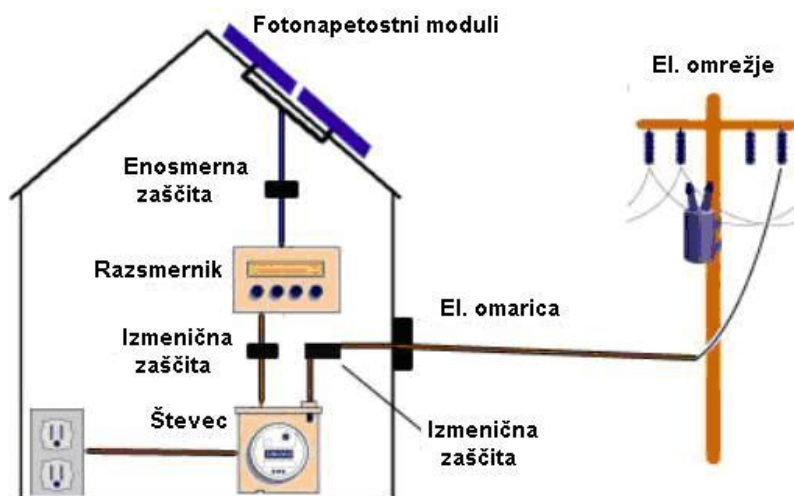 Fotonapetostni moduli
El. omrežje
Enosmerna
zaščita
Razsmernik
El. omarica
Izmenična
zaščita
Števec
Izmenična
zaščita